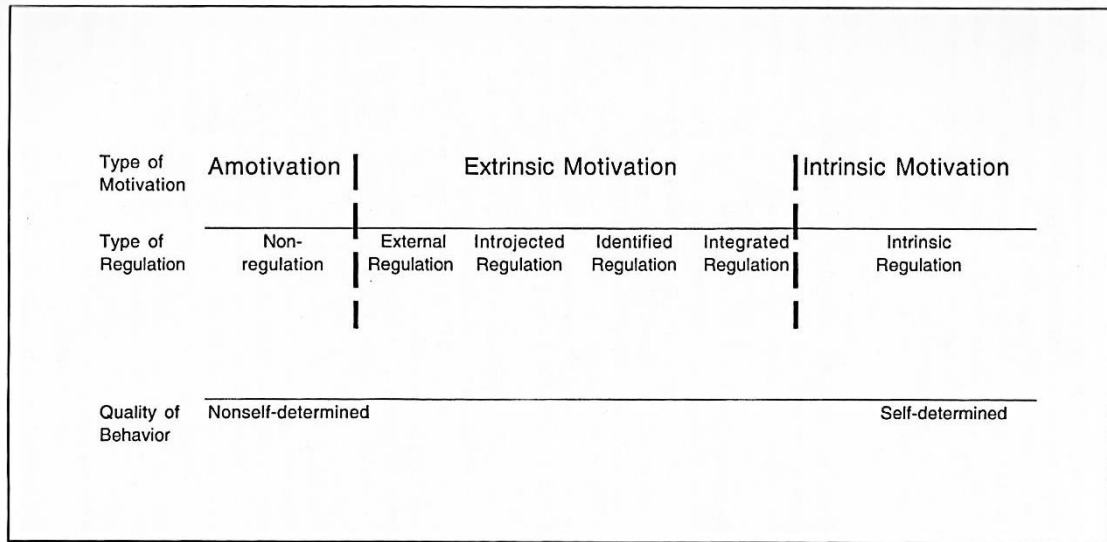 Type of Motivation
Amotivation
Extrinsic Motivation
Intrinsic Motivation
Type of Regulation
Non-
regulation
External
Regulation
Introjected
Regulation
Identified
Regulation
Integrated
Regulation
Intrinsic
Regulation
Quality of
Behavior
Nonself-determined
Self-determined